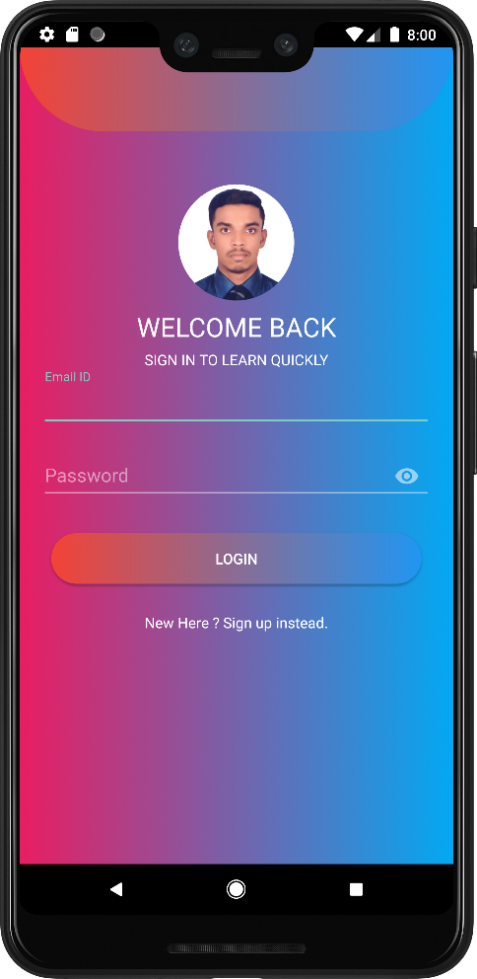 8:00
WELCOME BACK
SIGN IN TO LEARN QUICKLY
Email ID
Password
LOGIN
New Here ? Sign up instead.